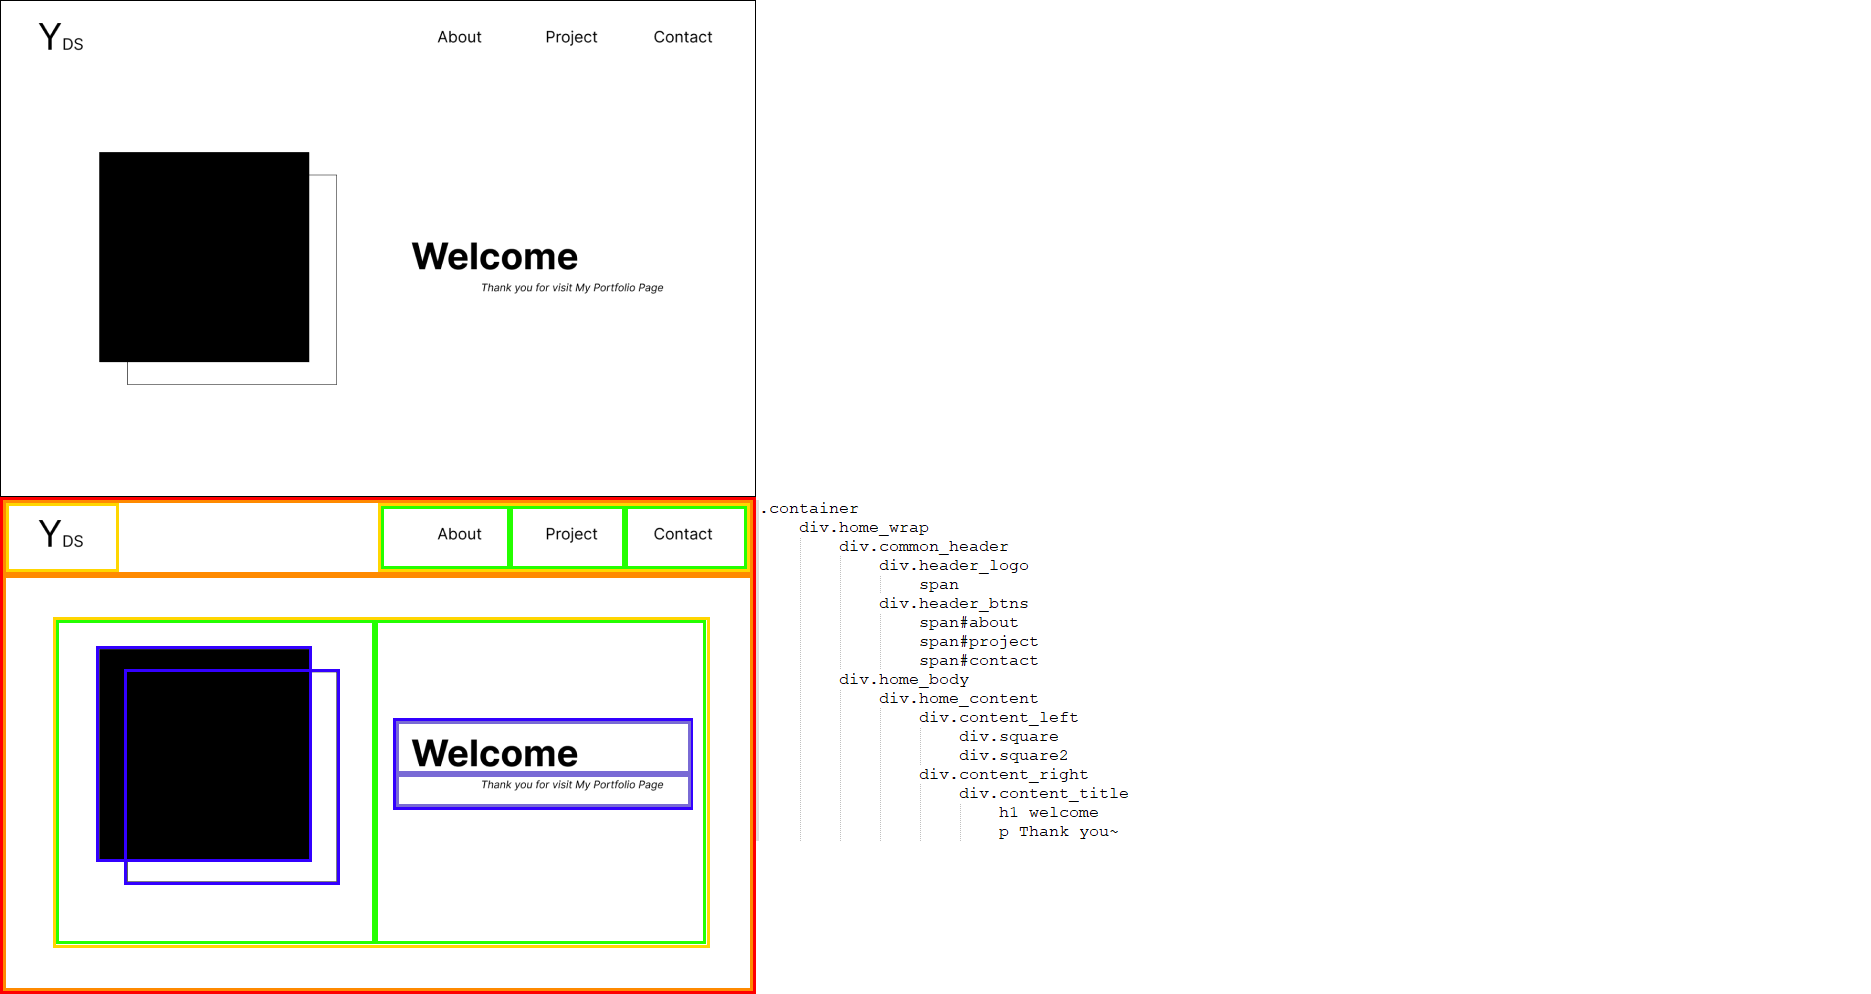 YDS
About Project Contact
Welcome
Thank you for visit My Portfolio Page
YDS
About Project Contact
Welcome
Thank you for visit My Portfolio Page
.container
div.home_wrap
div.common_header
div.header_logo
span
div.header_btns
span#about
span#project
span#contact
div.home_body
div.home_content
div.content_left
div.square
div.square2
div.content_right
div.content_title
h1 welcome
p Thank you~